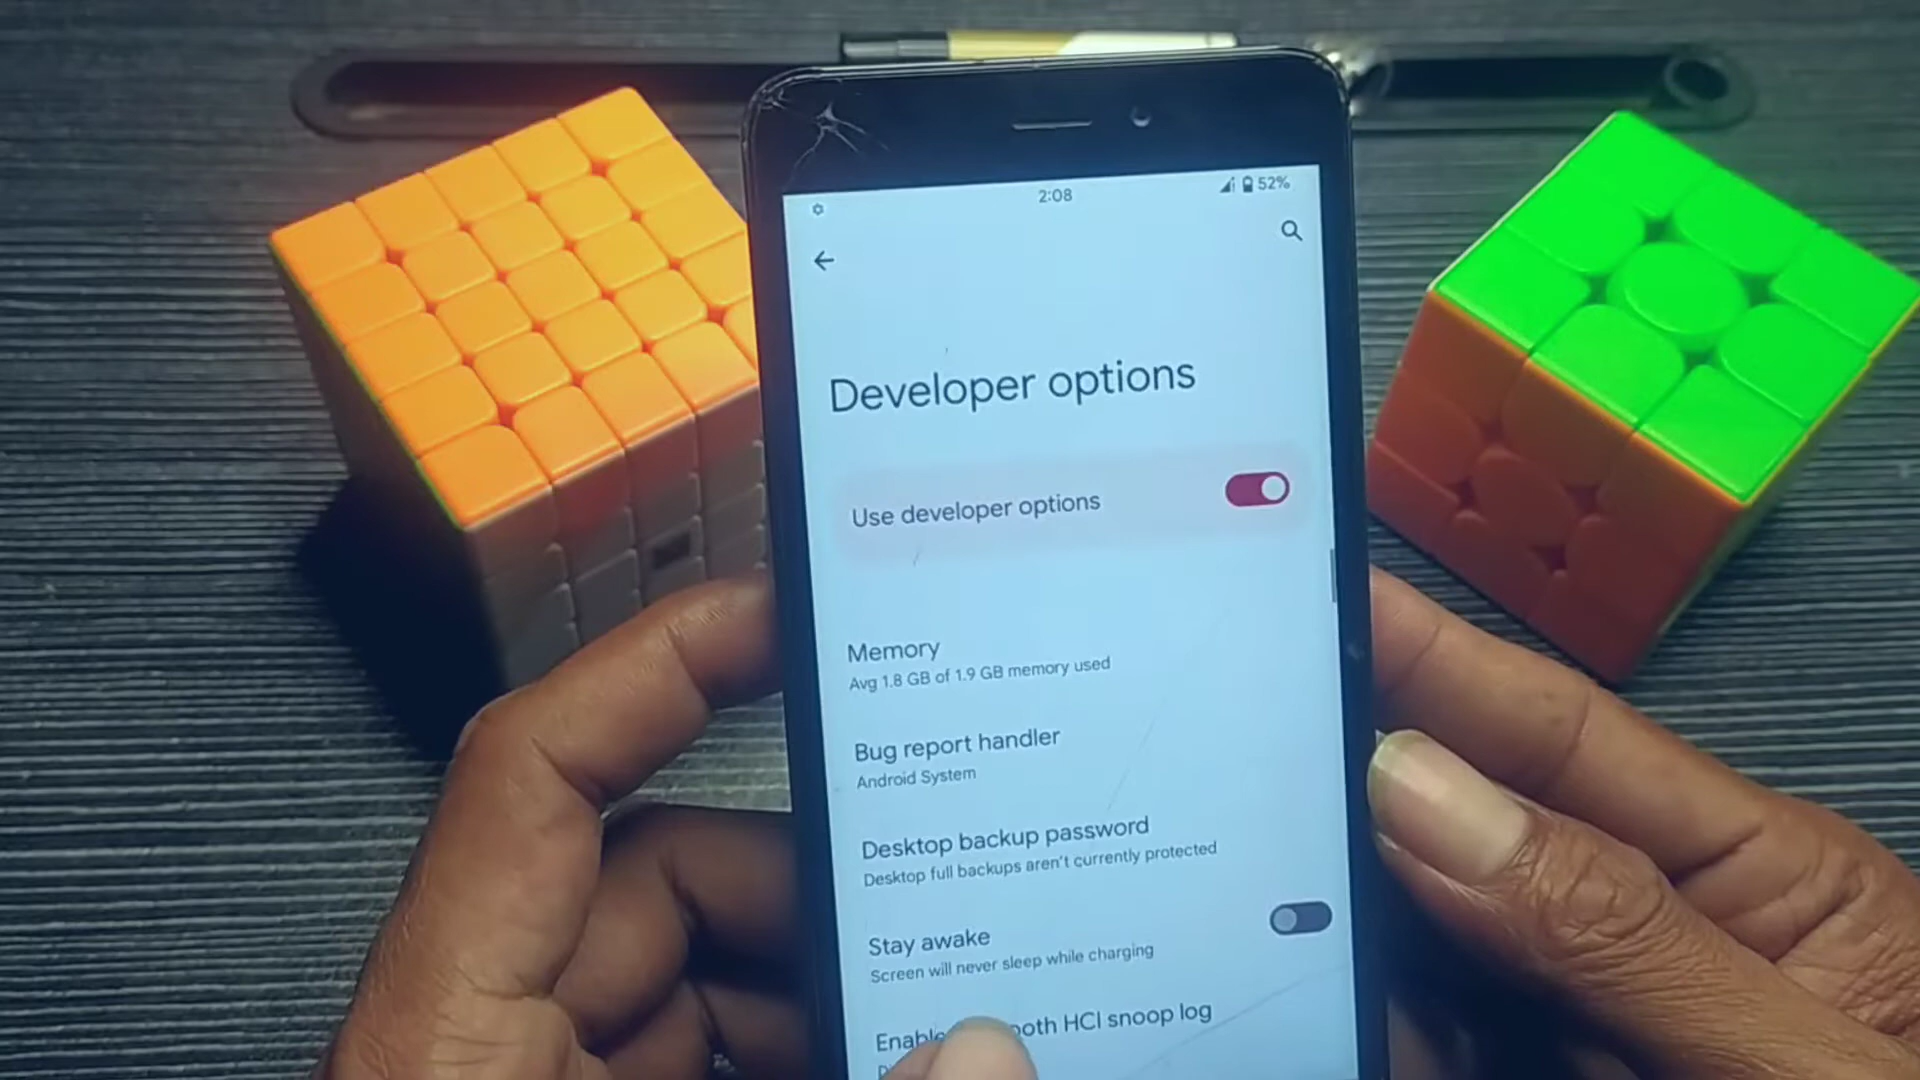 2:08
52%
Developer options
Use developer options
Memory
Avg 1.8 GB of 1.9 GB memory used
Bug report handler
Android System
Desktop backup password
Desktop full backups aren't currently protected
Stay awake
Screen will never sleep while charging
HCI snoop log